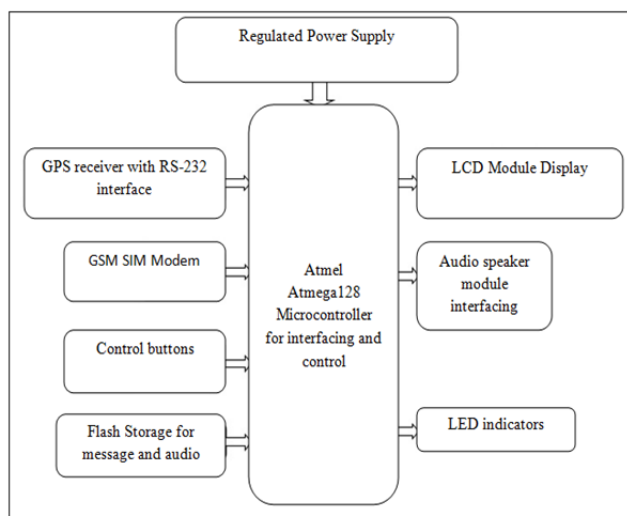 Regulated Power Supply
GPS receiver with RS-232
interface
GSM SIM Modem
Control buttons
Flash Storage for
message and audio
Atmel
Atmega128
Microcontroller
for interfacing and
control
LCD Module Display
Audio speaker
module
interfacing
LED indicators